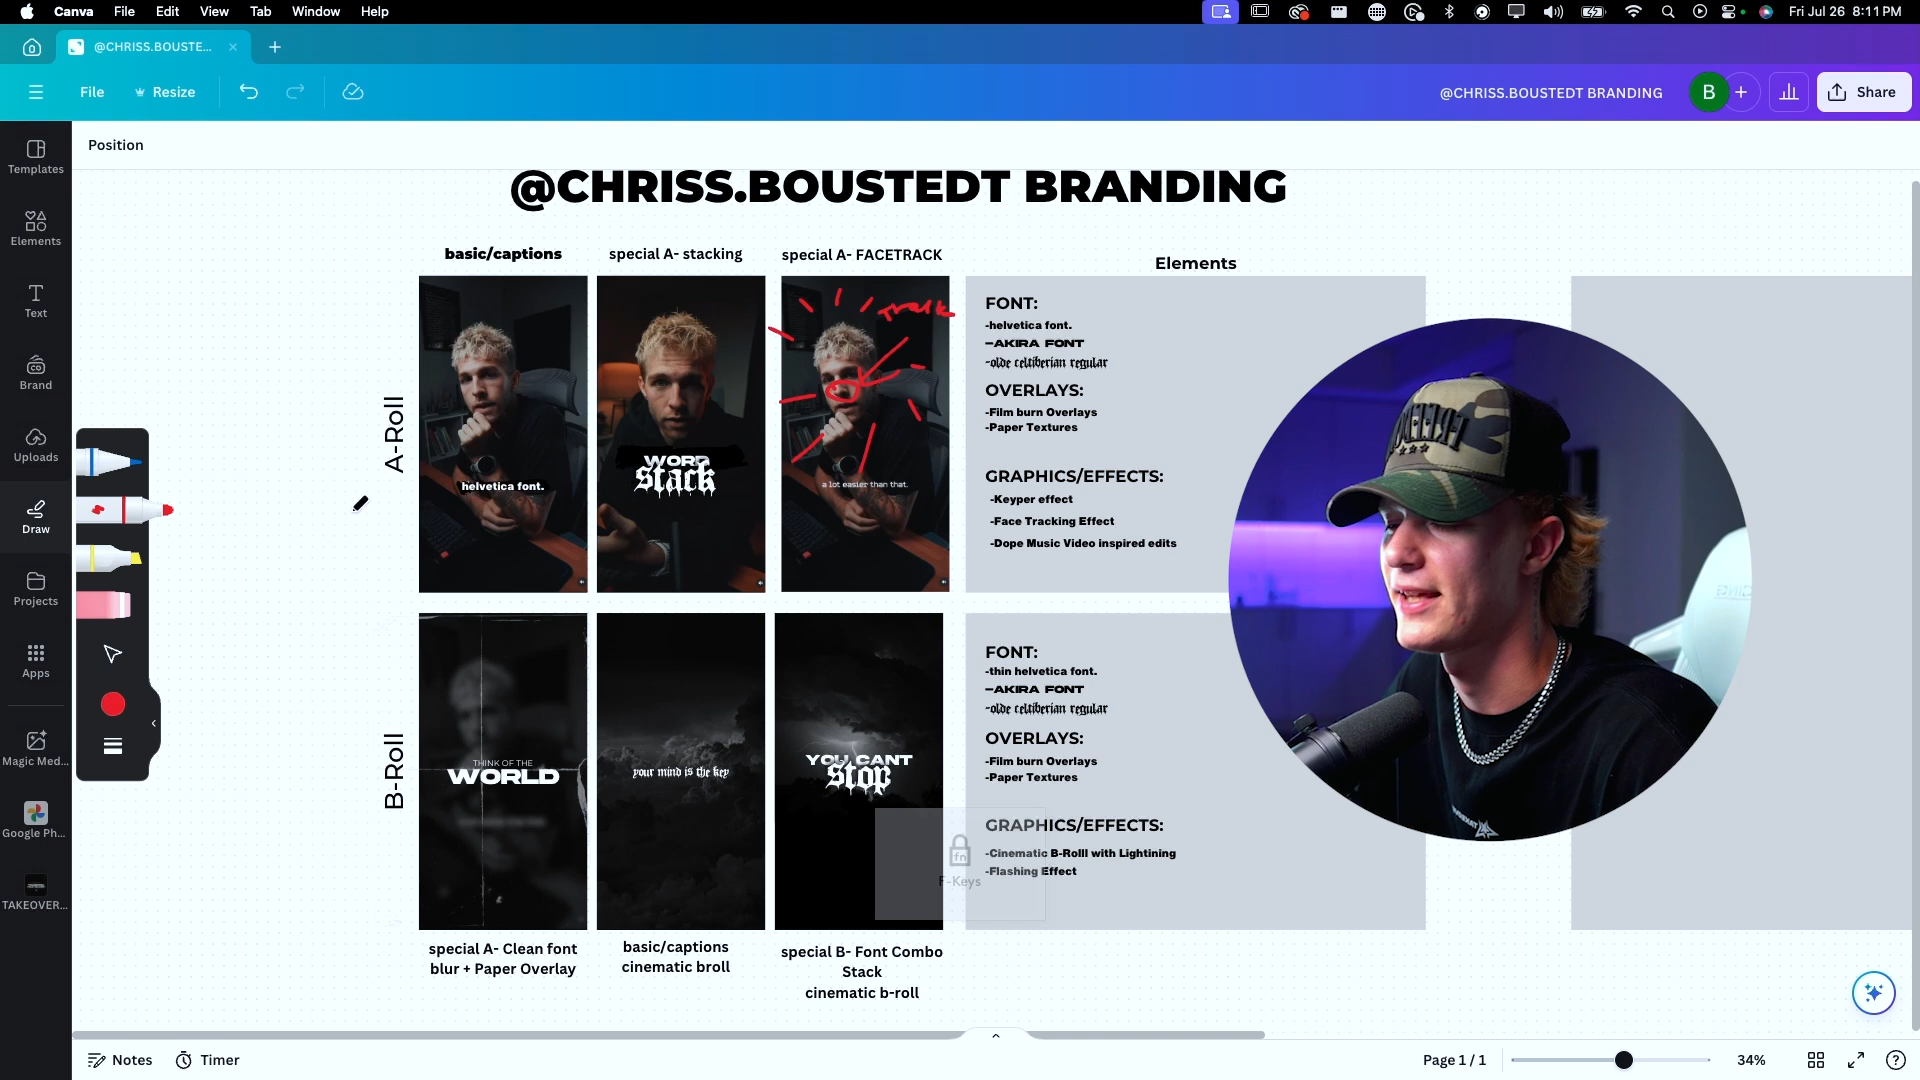 Canva File Edit View Tab Window Help Fri Jul 26 8:11 PM
@CHRISS.BOUSTE...
File Resize @CHRISS.BOUSTEDT BRANDING B Share
Position
Templates
Elements
Text
Brand
Uploads
Draw
Projects
Apps
Magic Med...
Google Ph...
TAKEOVER...
@CHRISS.BOUSTEDT BRANDING
basic/captions
special A- stacking
special A- FACETRACK
Elements
A-Roll
helvetica font.
WORD
stack
Track
a lot easier than that.
FONT:
-helvetica font.
-AKIRA FONT
-olde celtiberian regular
OVERLAYS:
-Film burn Overlays
-Paper Textures
GRAPHICS/EFFECTS:
-Keyper effect
-Face Tracking Effect
-Dope Music Video inspired edits
B-Roll
THINK OF THE
WORLD
your mind is the key
YOU CANT
stop
FONT:
-thin helvetica font.
-AKIRA FONT
-olde celtiberian regular
OVERLAYS:
-Film burn Overlays
-Paper Textures
GRAPHICS/EFFECTS:
-Cinematic B-Rolll with Lightining
-Flashing Effect
fn
F-Keys
special A- Clean font
blur + Paper Overlay
basic/captions
cinematic broll
special B- Font Combo
Stack
cinematic b-roll
Notes Timer Page 1 / 1 34%